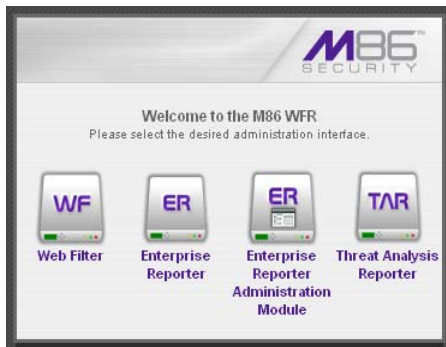 M86™
SECURITY
Welcome to the M86 WFR
Please select the desired administration interface.
WF
ER
ER
TAR
Web Filter
Enterprise
Reporter
Enterprise
Reporter
Administration
Module
Threat Analysis
Reporter